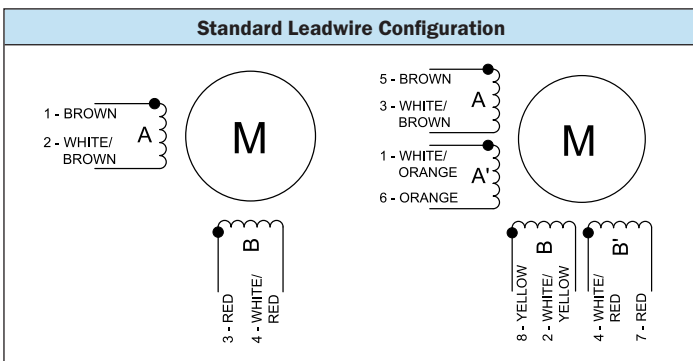 Standard Leadwire Configuration
1 - BROWN
2 - WHITE/
BROWN
A
M
B
3 - RED
4 - WHITE/
RED
5 - BROWN
3 - WHITE/
BROWN
A
1 - WHITE/
ORANGE
6 - ORANGE
A'
M
B
B'
8 - YELLOW
2 - WHITE/
YELLOW
4 - WHITE/
RED
7 - RED